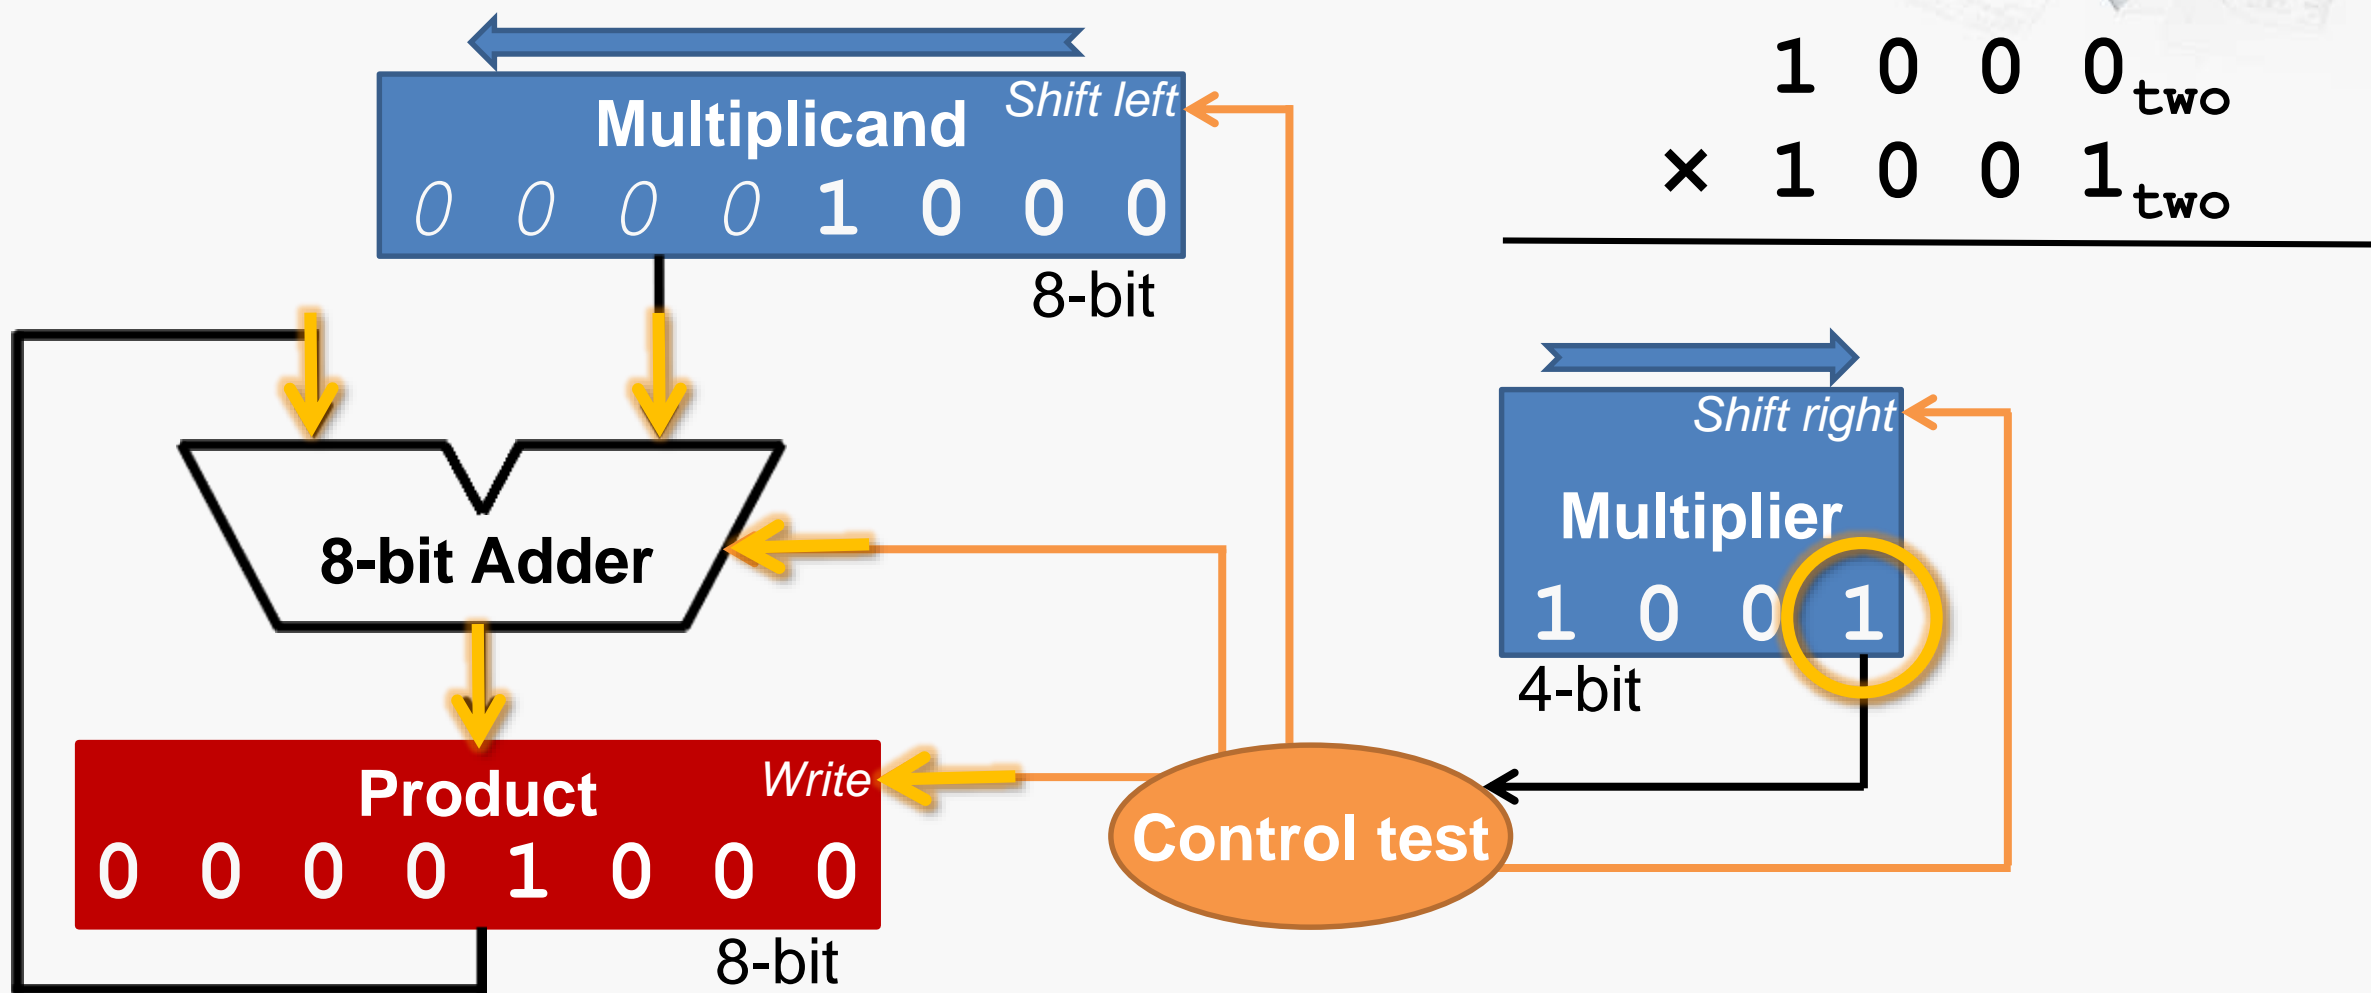 Shift left
Multiplicand
0 0 0 0 1 0 0 0
8-bit
1 0 0 0two
× 1 0 0 1two
Shift right
Multiplier
1 0 0 1
4-bit
8-bit Adder
Write
Product
0 0 0 0 1 0 0 0
8-bit
Control test